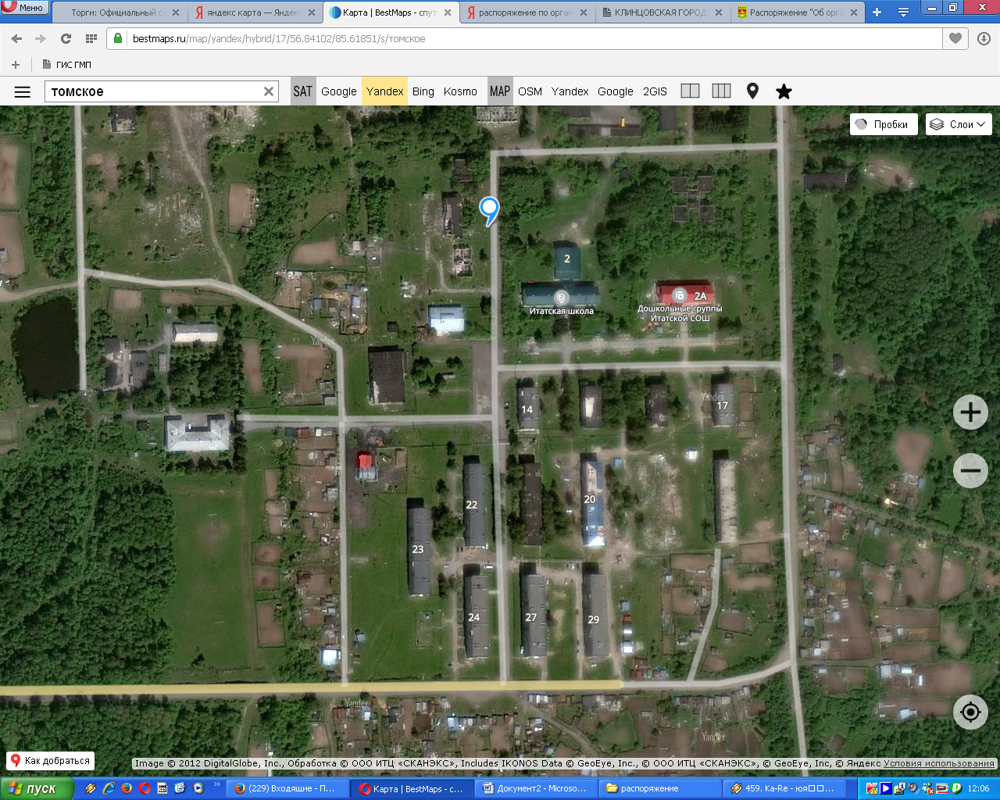 Меню
Торги: Официальный са
яндекс карта — Яндекс
Карта | BestMaps - спут
распоряжение по орган
КЛИНЦОВСКАЯ ГОРОД
Распоряжение "Об орга
bestmaps.ru/map/yandex/hybrid/17/56.84102/85.61851/s/томское
ГИС ГМП
томское
SAT Google Yandex Bing Kosmo MAP OSM Yandex Google 2GIS
Пробки
Слои
2
2А
Итатская школа
Дошкольные группы
Итатской СОШ
Yandex
14
Yandex
17
22
20
23
24
27
29
Yandex
Yandex
Как добраться
Image © 2012 DigitalGlobe, Inc., Обработка © ООО ИТЦ «СКАНЭКС», Includes IKONOS Data © GeoEye, Inc., © ООО ИТЦ «СКАНЭКС», © GeoEye, Inc, © Яндекс Условия использования
пуск
(229) Входящие - П...
Карта | BestMaps - с...
Документ2 - Microso...
распоряжение
459. Ka-Re - юя□□...
12:06